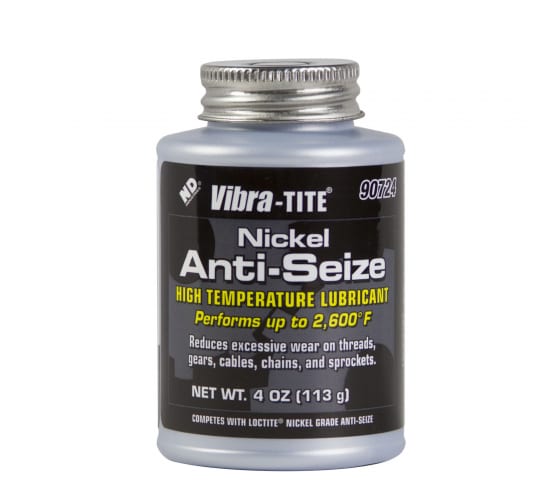 ND Vibra-TITE® 90724
Nickel
Anti-Seize
HIGH TEMPERATURE LUBRICANT
Performs up to 2,600°F
Reduces excessive wear on threads,
gears, cables, chains, and sprockets.
NET WT. 4 OZ (113 g)
COMPETES WITH LOCTITE® NICKEL GRADE ANTI-SEIZE